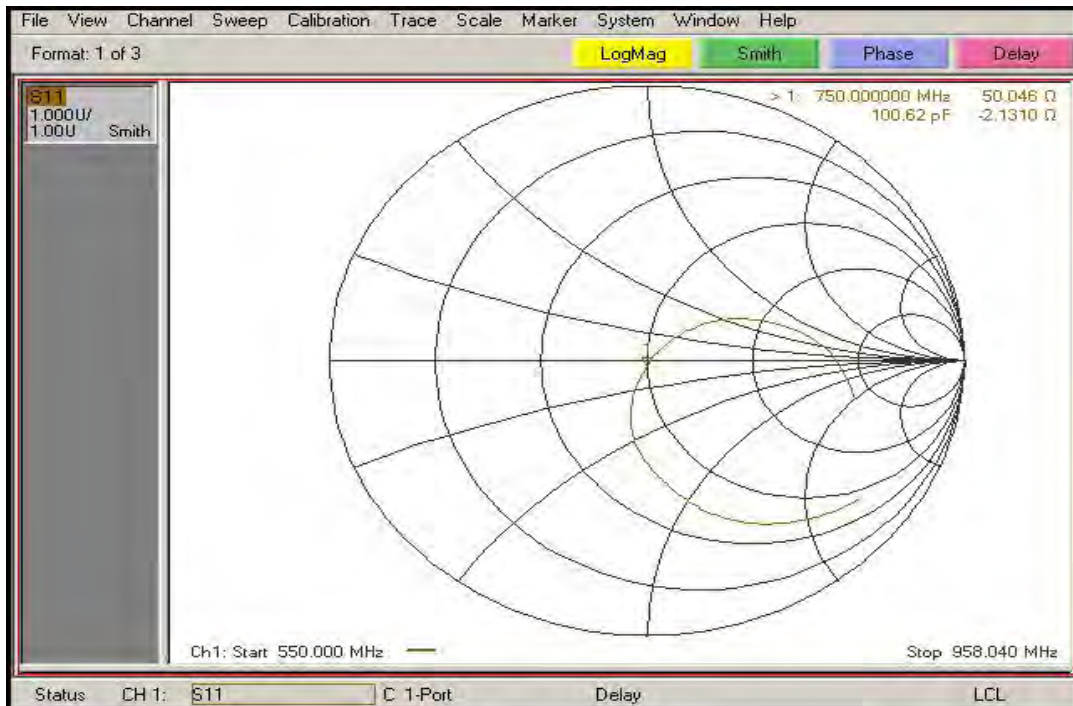 File View Channel Sweep Calibration Trace Scale Marker System Window Help
Format: 1 of 3 LogMag Smith Phase Delay
S11
1.000U/
1.00U Smith
> 1: 750.000000 MHz 50.046 Ω
100.62 pF -2.1310 Ω
Ch1: Start 550.000 MHz Stop 958.040 MHz
Status CH 1: S11 C 1-Port Delay LCL